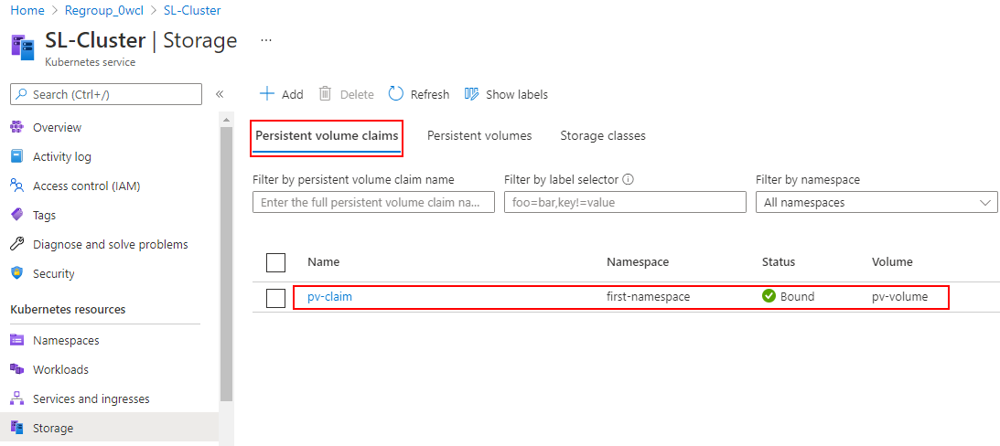 Home > Regroup_0wcl > SL-Cluster
SL-Cluster | Storage ...
Kubernetes service
Search (Ctrl+/) «
Overview
Activity log
Access control (IAM)
Tags
Diagnose and solve problems
Security
Kubernetes resources
Namespaces
Workloads
Services and ingresses
Storage
Add Delete Refresh Show labels
Persistent volume claims Persistent volumes Storage classes
Filter by persistent volume claim name Filter by label selector Filter by namespace
Enter the full persistent volume claim na... foo=bar,key!=value All namespaces
Name Namespace Status Volume
pv-claim first-namespace Bound pv-volume